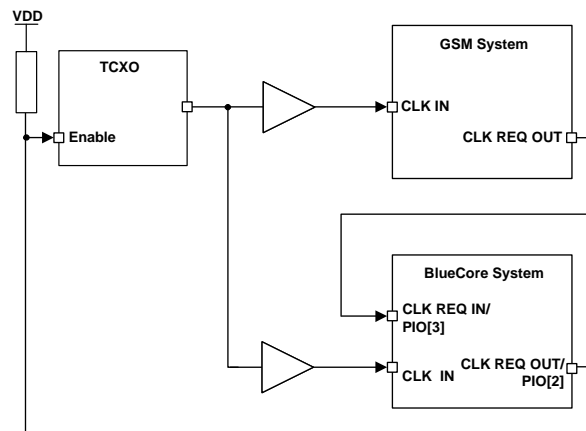 VDD
TCXO
Enable
GSM System
CLK IN
CLK REQ OUT
BlueCore System
CLK REQ IN/
PIO[3]
CLK REQ OUT/
PIO[2]
CLK IN